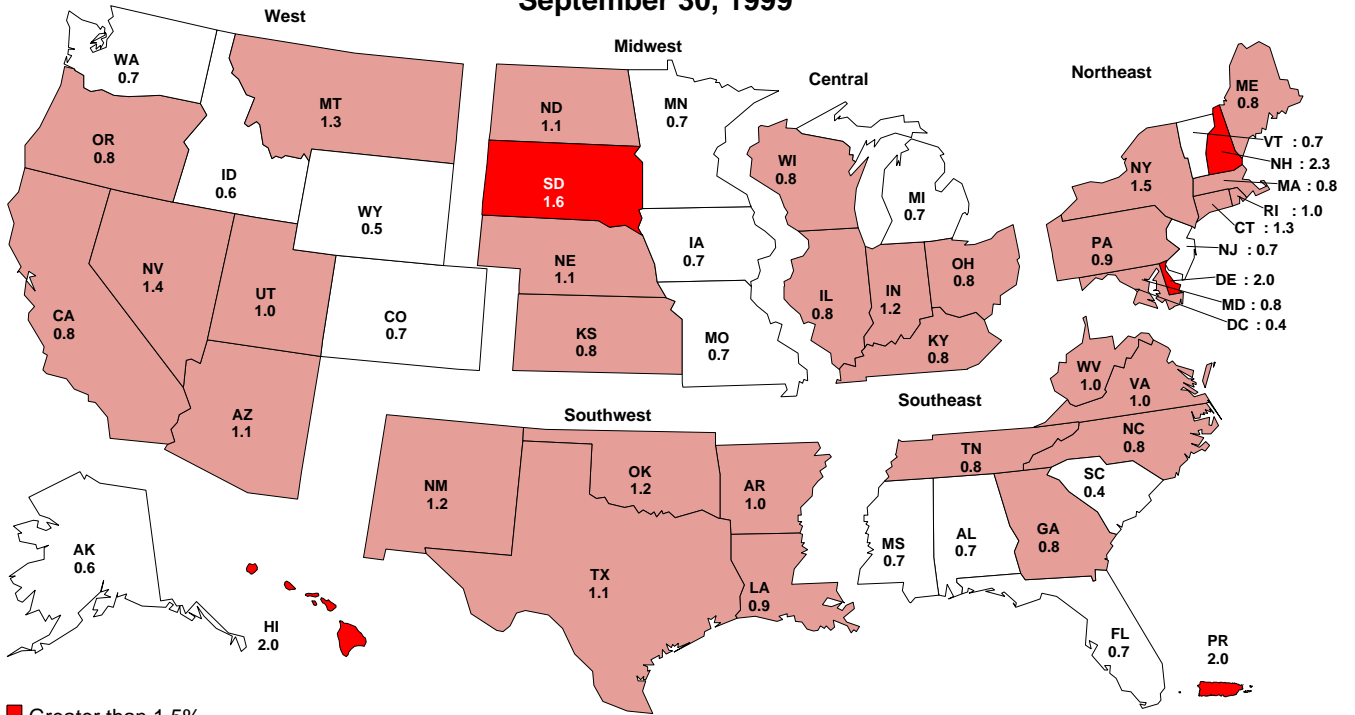 September 30, 1999
West
WA
0.7
OR
0.8
MT
1.3
ID
0.6
WY
0.5
NV
1.4
UT
1.0
CA
0.8
CO
0.7
AZ
1.1
AK
0.6
HI
2.0
Midwest
ND
1.1
MN
0.7
SD
1.6
IA
0.7
NE
1.1
KS
0.8
MO
0.7
Central
WI
0.8
MI
0.7
IL
0.8
IN
1.2
OH
0.8
KY
0.8
Northeast
ME
0.8
VT : 0.7
NH : 2.3
NY
1.5
MA : 0.8
RI : 1.0
CT : 1.3
PA
0.9
NJ : 0.7
DE : 2.0
MD : 0.8
DC : 0.4
Southwest
NM
1.2
OK
1.2
AR
1.0
TX
1.1
LA
0.9
Southeast
WV
1.0
VA
1.0
TN
0.8
NC
0.8
SC
0.4
MS
0.7
AL
0.7
GA
0.8
FL
0.7
PR
2.0
Greater than 1.5%